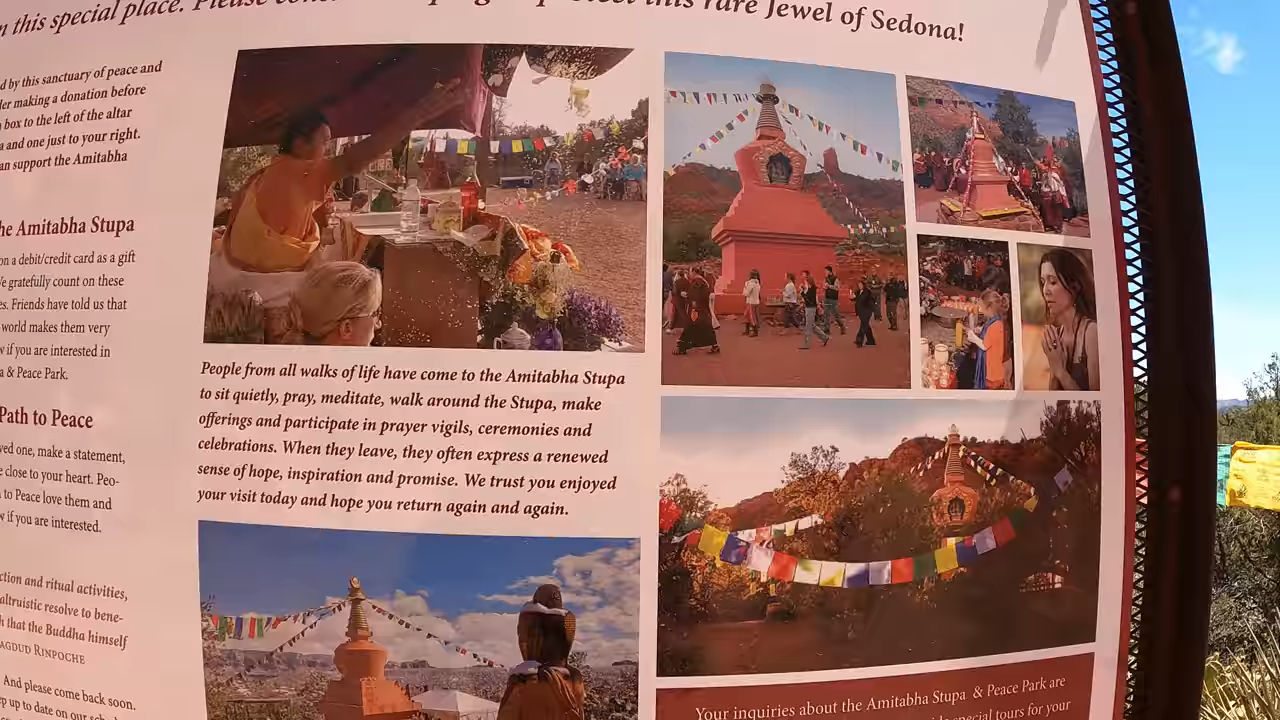 n this special place. Please this rare Jewel of Sedona!
d by this sanctuary of peace and
er making a donation before
box to the left of the altar
a and one just to your right.
an support the Amitabha
he Amitabha Stupa
on a debit/credit card as a gift
e gratefully count on these
es. Friends have told us that
world makes them very
w if you are interested in
a & Peace Park.
Path to Peace
ved one, make a statement,
e close to your heart. Peo-
to Peace love them and
w if you are interested.
ction and ritual activities,
altruistic resolve to bene-
h that the Buddha himself
AGDUD RINPOCHE
And please come back soon.
p up to date on our
People from all walks of life have come to the Amitabha Stupa
to sit quietly, pray, meditate, walk around the Stupa, make
offerings and participate in prayer vigils, ceremonies and
celebrations. When they leave, they often express a renewed
sense of hope, inspiration and promise. We trust you enjoyed
your visit today and hope you return again and again.
Your inquiries about the Amitabha Stupa & Peace Park are
special tours for your